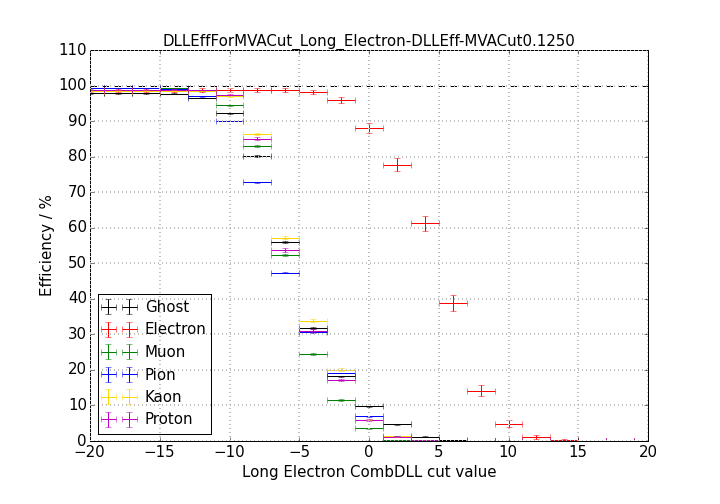 DLLEffForMVACut_Long_Electron-DLLEff-MVACut0.1250
110
100
90
80
70
60
50
40
30
20
10
0
Efficiency / %
Ghost
Electron
Muon
Pion
Kaon
Proton
−20 −15 −10 −5 0 5 10 15 20
Long Electron CombDLL cut value